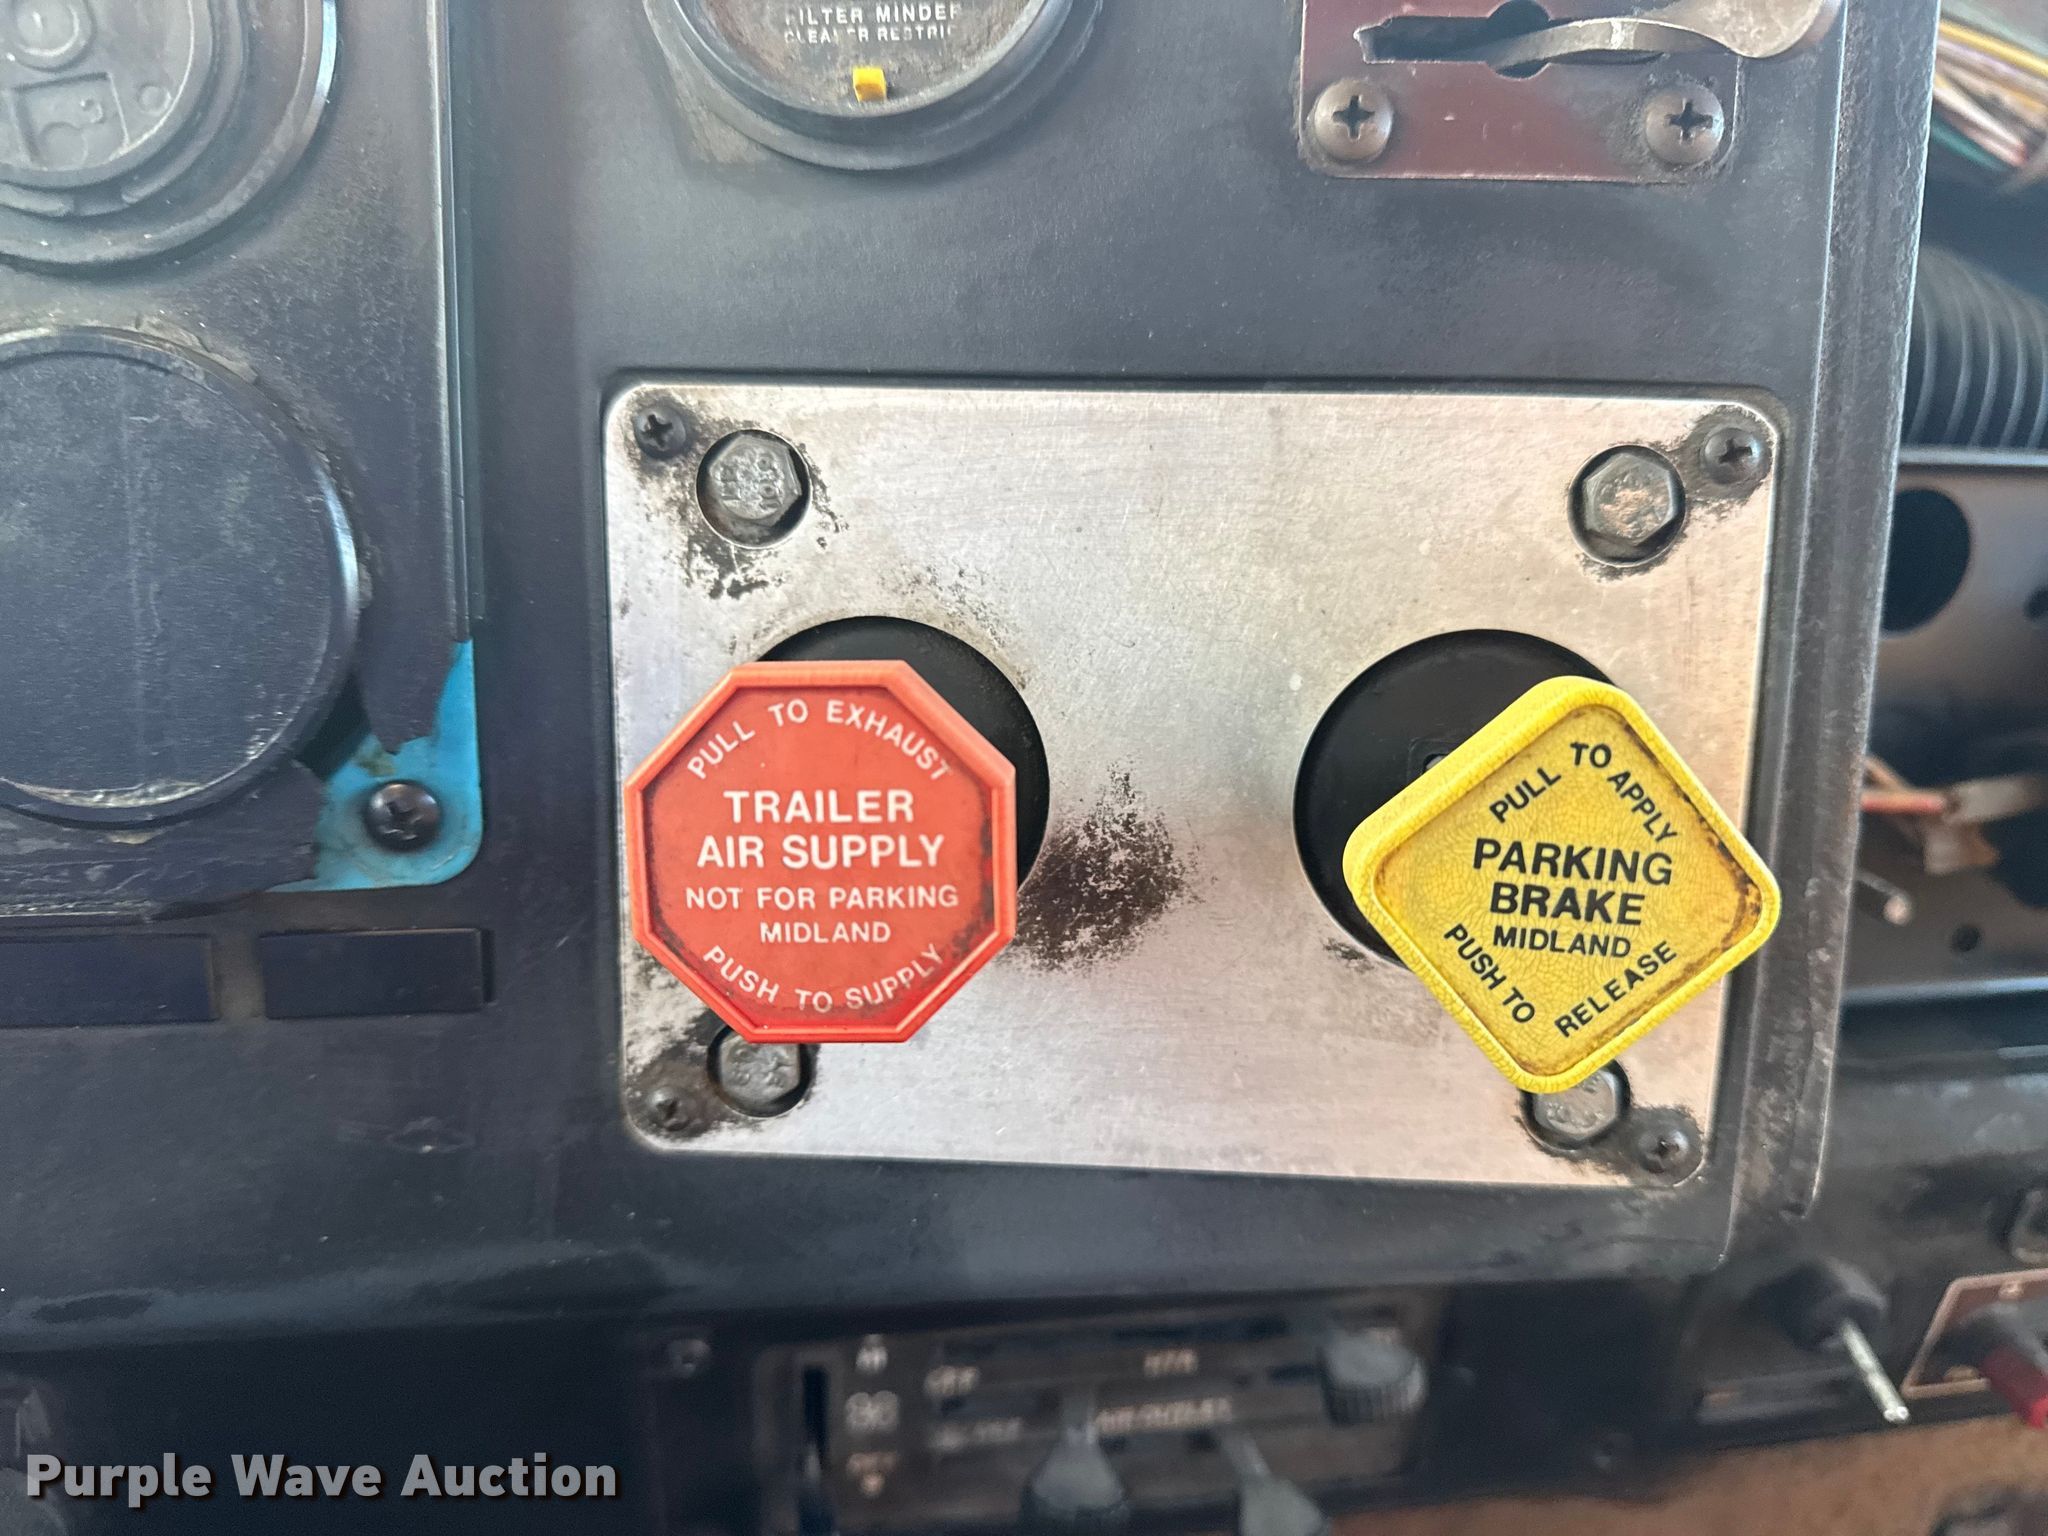 FILTER MINDER
PULL TO EXHAUST
TRAILER
AIR SUPPLY
NOT FOR PARKING
MIDLAND
PUSH TO SUPPLY
PULL TO APPLY
PARKING
BRAKE
MIDLAND
PUSH TO RELEASE
Purple Wave Auction